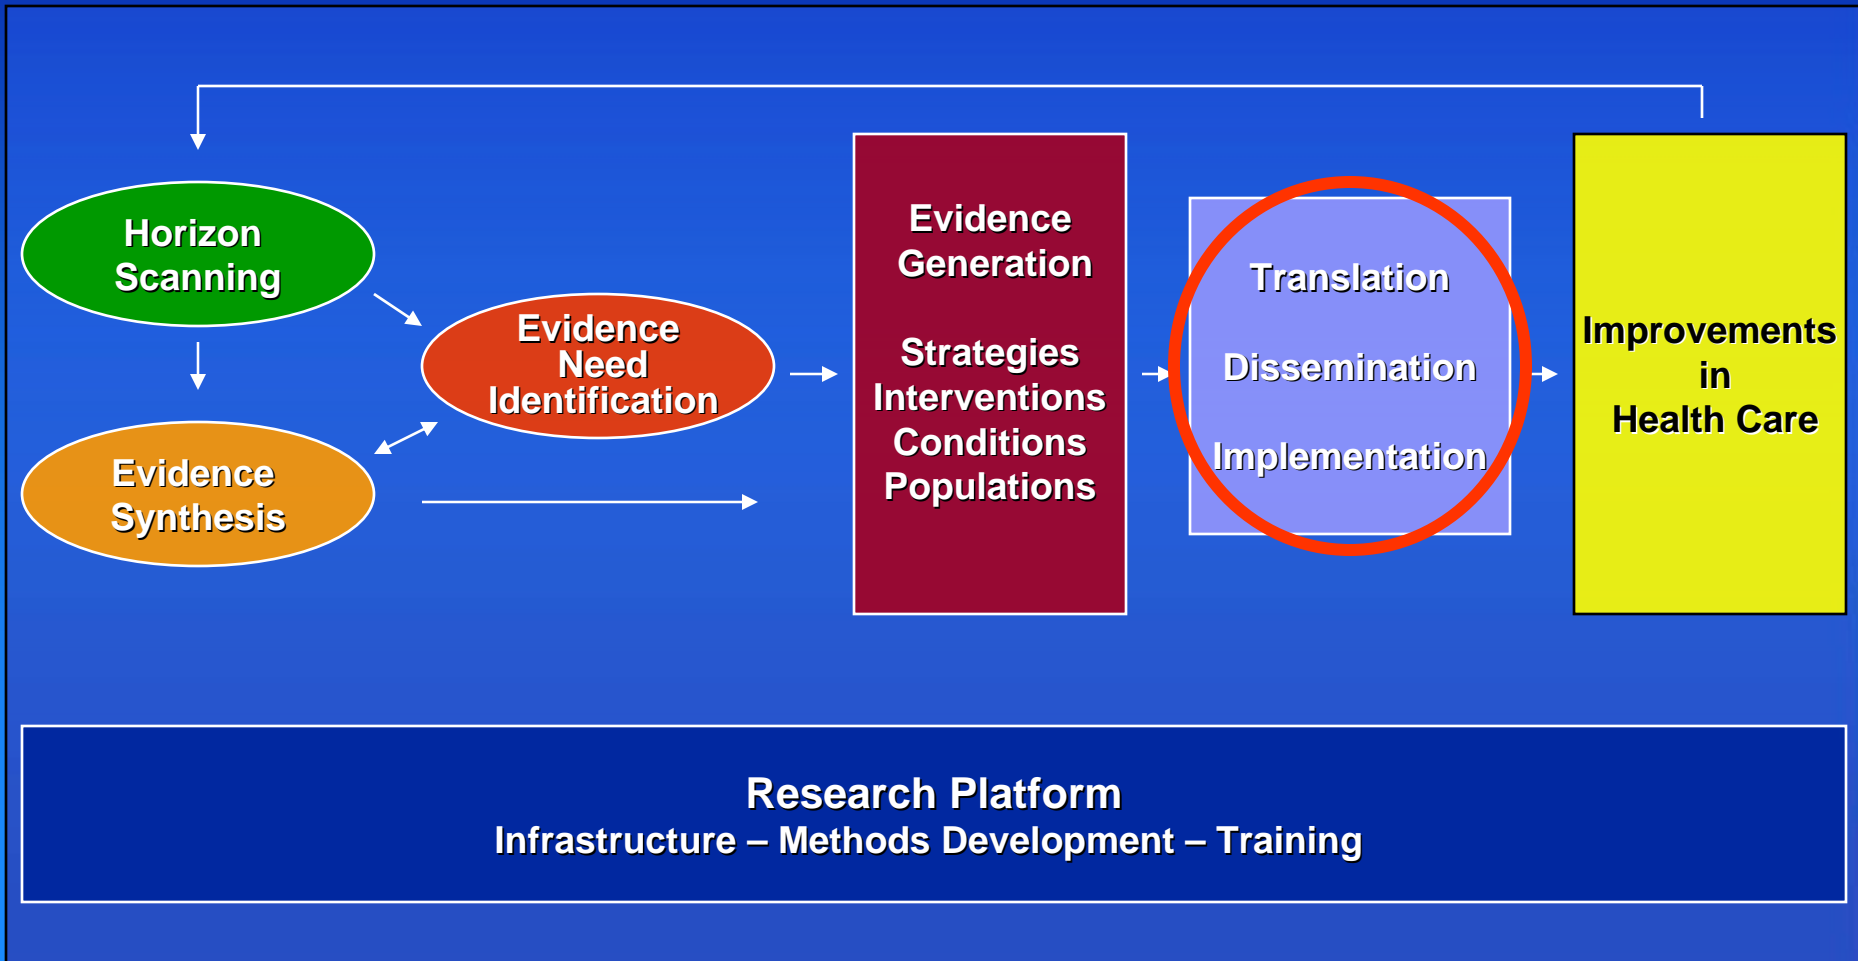 Horizon
Scanning
Evidence
Synthesis
Evidence
Need
Identification
Evidence
Generation
Strategies
Interventions
Conditions
Populations
Translation
Dissemination
Implementation
Improvements
in
Health Care
Research Platform
Infrastructure – Methods Development – Training